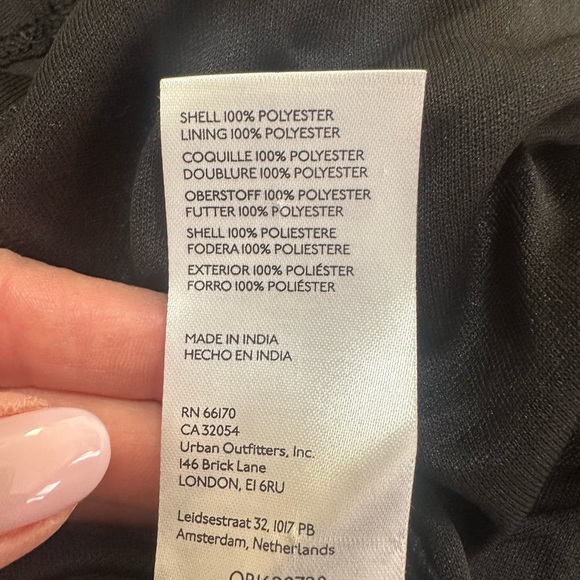 SHELL 100% POLYESTER
LINING 100% POLYESTER
COQUILLE 100% POLYESTER
DOUBLURE 100% POLYESTER
OBERSTOFF 100% POLYESTER
FUTTER 100% POLYESTER
SHELL 100% POLIESTERE
FODERA 100% POLIESTERE
EXTERIOR 100% POLIÉSTER
FORRO 100% POLIÉSTER
MADE IN INDIA
HECHO EN INDIA
RN 66170
CA 32054
Urban Outfitters, Inc.
146 Brick Lane
LONDON, E1 6RU
Leidsestraat 32, 1017 PB
Amsterdam, Netherlands